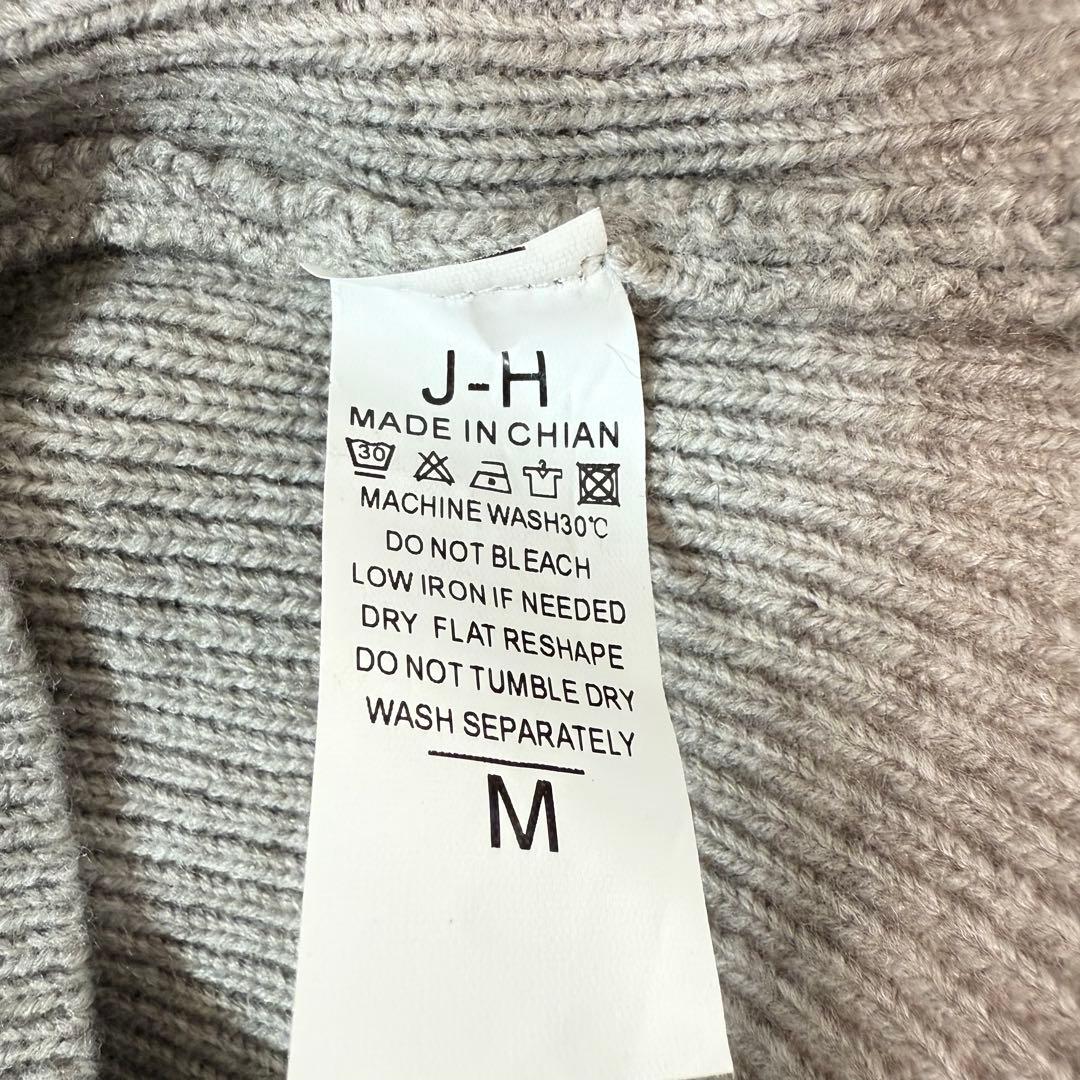 J-H
MADE IN CHIAN
30
MACHINE WASH30℃
DO NOT BLEACH
LOW IRON IF NEEDED
DRY FLAT RESHAPE
DO NOT TUMBLE DRY
WASH SEPARATELY
M